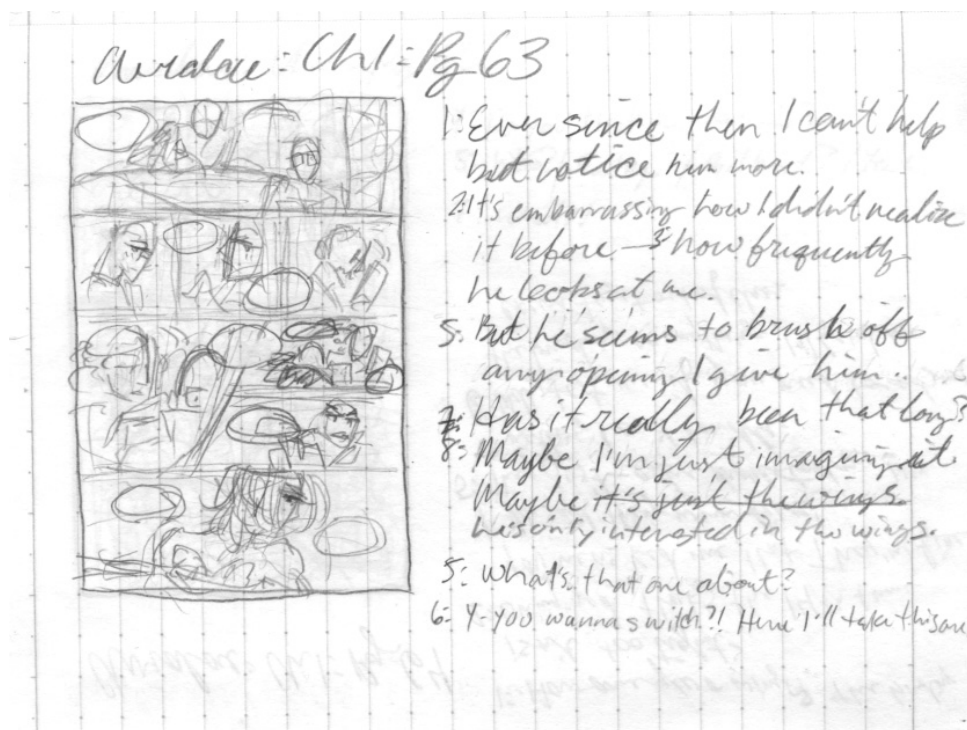 Avialae: Ch1: Pg 63
1: Ever since then I can't help
but notice him more.
2: It's embarrassing how I didn't realize
it before - 3: how frequently
he looks at me.
5: But he seems to brush off
any opening I give him..
7: Has it really been that long?
8: Maybe I'm just imagining it
Maybe it's just the wings.
he's only interested in the wings.
5: What's that one about?
6: Y-you wanna switch?! Here I'll take this one